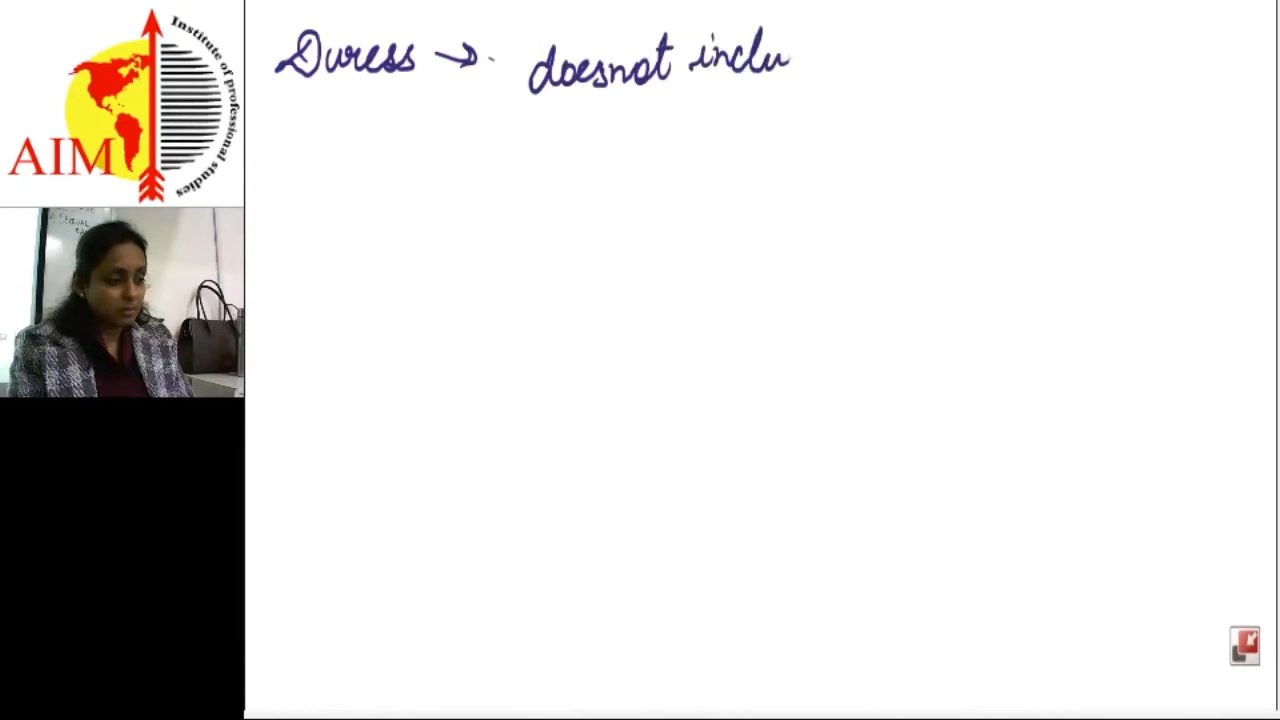 Institute of professional studies
AIM
Duress → doesnot inclu